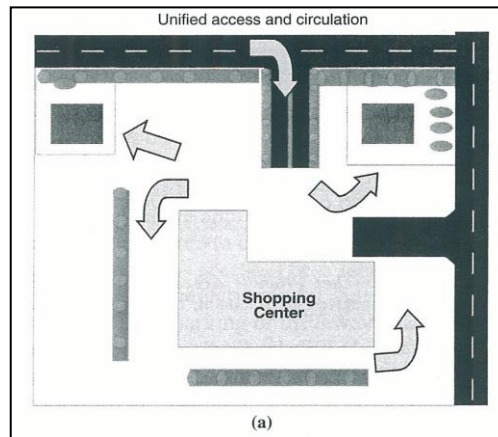 Unified access and circulation
Shopping
Center
(a)